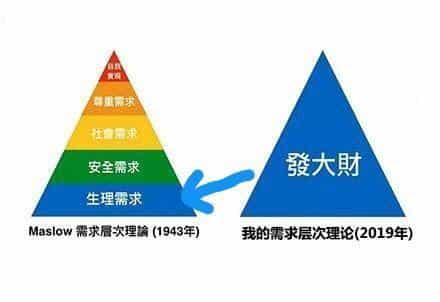 自我
實現
尊重需求
社會需求
安全需求
生理需求
Maslow 需求層次理論 (1943年)
發大財
我的需求层次理论(2019年)